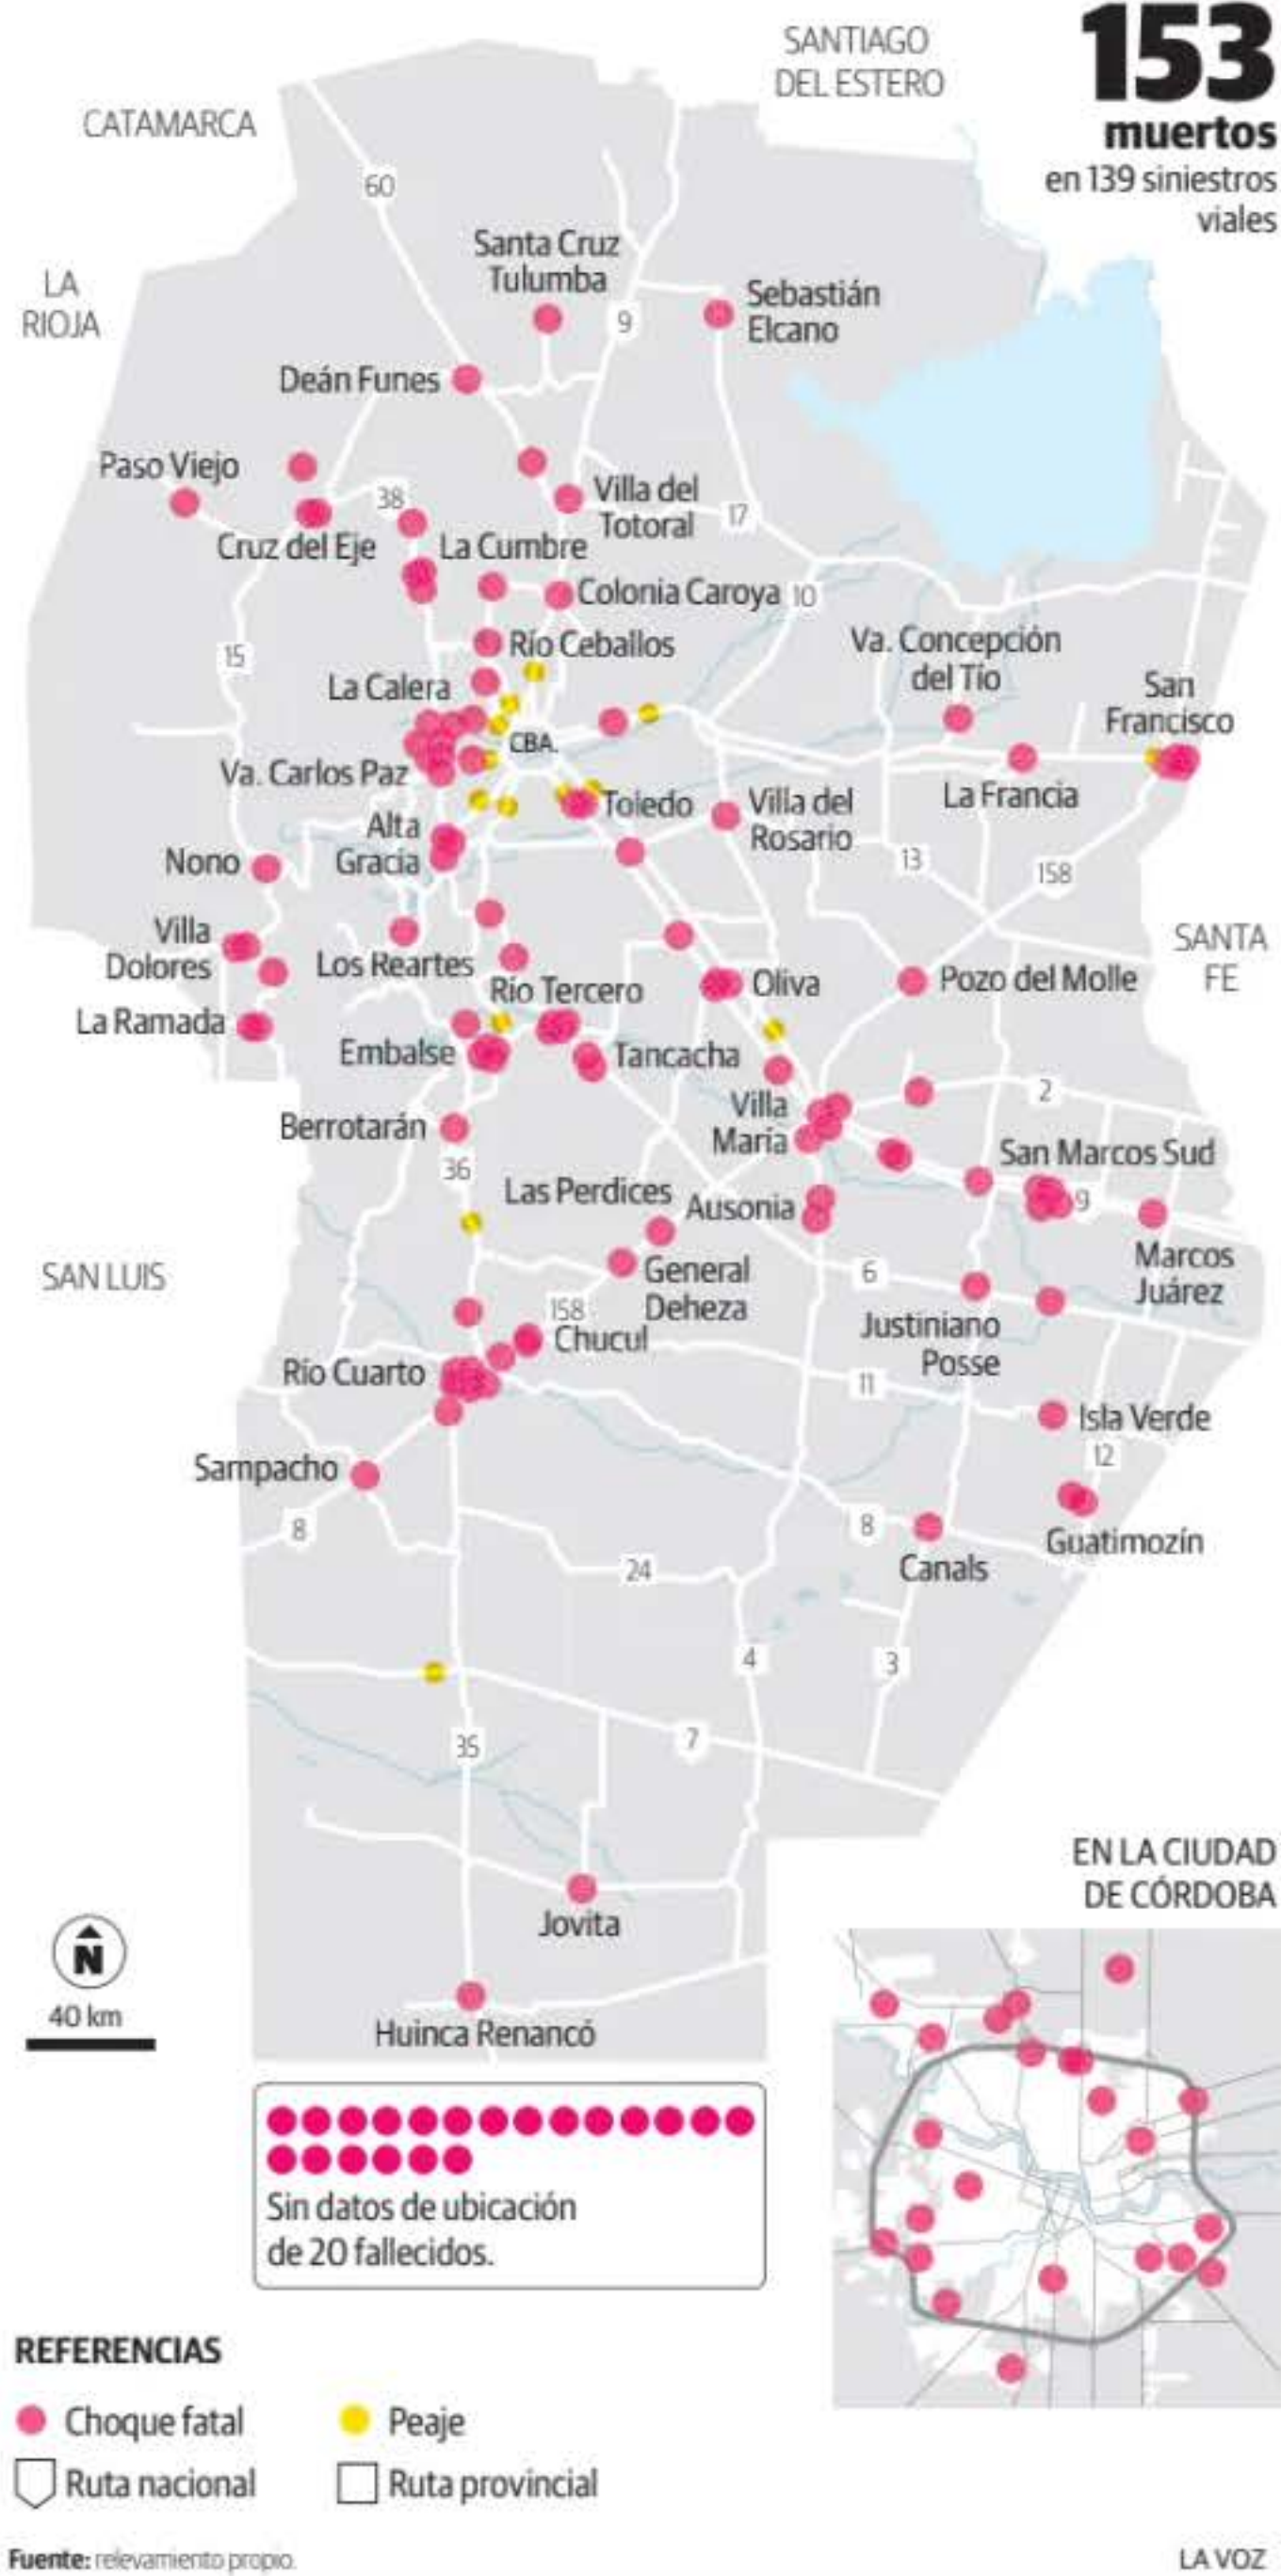 153
muertos
en 139 siniestros
viales
SANTIAGO
DEL ESTERO
CATAMARCA
60
LA
RIOJA
Santa Cruz
Tulumba
9
Sebastián
Elcano
Deán Funes
Paso Viejo
38
Villa del
Totoral
17
Cruz del Eje
La Cumbre
Colonia Caroya
10
15
Río Ceballos
Va. Concepción
del Tío
San
Francisco
La Calera
CBA.
Va. Carlos Paz
La Francia
Toledo
Villa del
Rosario
Alta
Gracia
Nono
13
158
Villa
Dolores
Los Reartes
SANTA
FE
Río Tercero
Oliva
Pozo del Molle
La Ramada
Embalse
Tancacha
2
Villa
María
Berrotarán
36
San Marcos Sud
9
Las Perdices
Ausonia
Marcos
Juárez
SAN LUIS
General
Deheza
6
158
Chucul
Justiniano
Posse
Río Cuarto
11
Isla Verde
12
Sampacho
8
8
Guatimozín
Canals
24
4
3
7
35
EN LA CIUDAD
DE CÓRDOBA
Jovita
N
40 km
Huinca Renancó
Sin datos de ubicación
de 20 fallecidos.
REFERENCIAS
Choque fatal
Peaje
Ruta nacional
Ruta provincial
Fuente: relevamiento propio.
LA VOZ